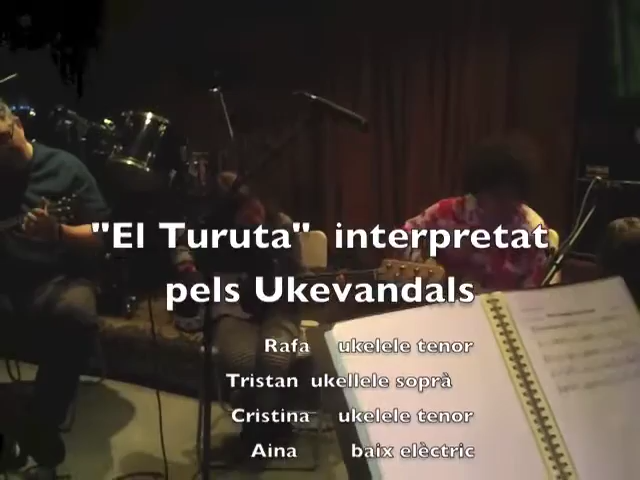 "El Turuta" interpretat
pels Ukevandals
Rafa ukelele tenor
Tristan ukellele soprà
Cristina ukelele tenor
Aina baix elèctric